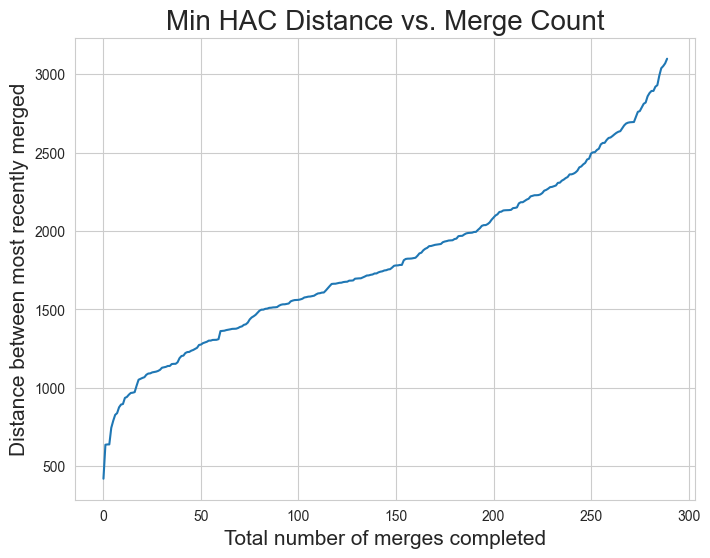 Min HAC Distance vs. Merge Count
Distance between most recently merged
3000
2500
2000
1500
1000
500
0 50 100 150 200 250 300
Total number of merges completed